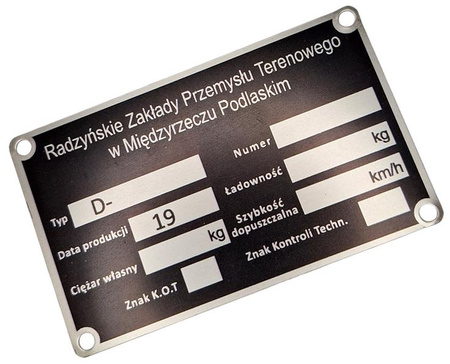 Radzyńskie Zakłady Przemysłu Terenowego
w Międzyrzeczu Podlaskim
Typ D-
Numer
Data produkcji 19
Ładowność kg
Ciężar własny kg
Szybkość
dopuszczalna km/h
Znak K.O.T
Znak Kontroli Techn.